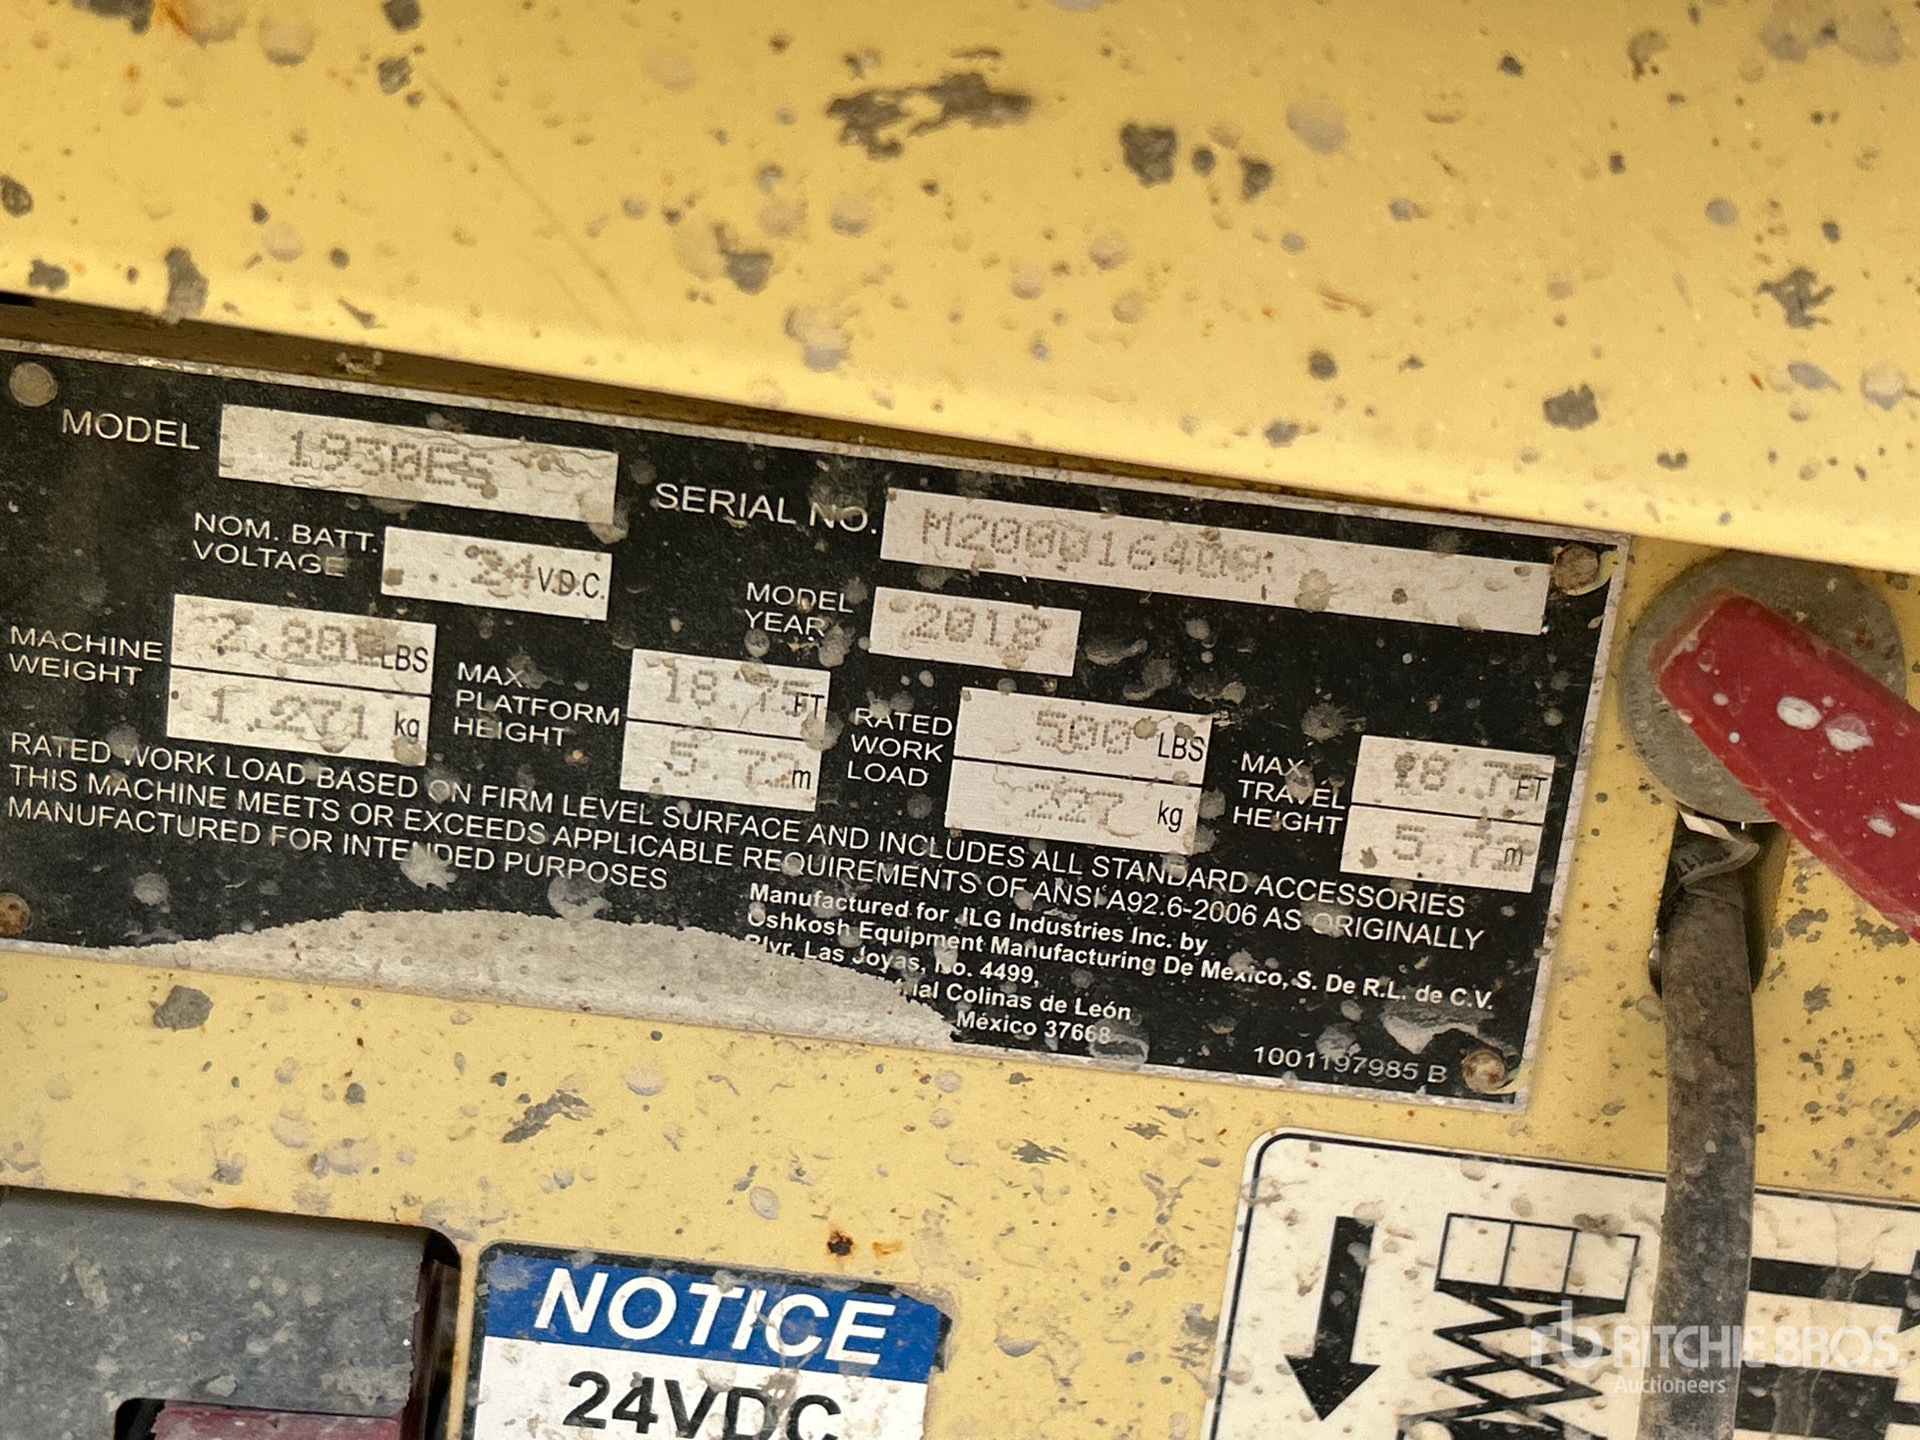 MODEL 1930ES
SERIAL NO. M200016409
NOM. BATT. VOLTAGE 24 V.D.C.
MODEL YEAR 2018
MACHINE WEIGHT LBS
1,271 kg
MAX PLATFORM HEIGHT 18.75 FT
5.72 m
RATED WORK LOAD 500 LBS
227 kg
MAX TRAVEL HEIGHT 18.75 FT
5.72 m
RATED WORK LOAD BASED ON FIRM LEVEL SURFACE AND INCLUDES ALL STANDARD ACCESSORIES
THIS MACHINE MEETS OR EXCEEDS APPLICABLE REQUIREMENTS OF ANSI A92.6-2006 AS ORIGINALLY
MANUFACTURED FOR INTENDED PURPOSES
Manufactured for JLG Industries Inc. by
Oshkosh Equipment Manufacturing De Mexico, S. De R.L. de C.V.
Blvr. Las Joyas, No. 4499,
Colinas de León
México 37668
1001197985 B
NOTICE
24VDC
rb RITCHIE BROS.
Auctioneers